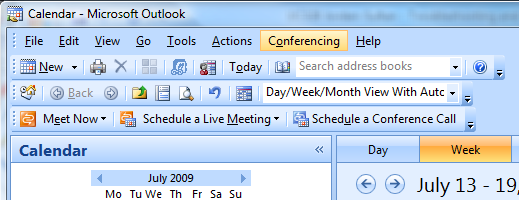 Calendar - Microsoft Outlook
File Edit View Go Tools Actions Conferencing Help
New Today Search address books
Back Day/Week/Month View With Auto
Meet Now Schedule a Live Meeting Schedule a Conference Call
Calendar Day Week
July 2009 July 13 - 19,
Mo Tu We Th Fr Sa Su